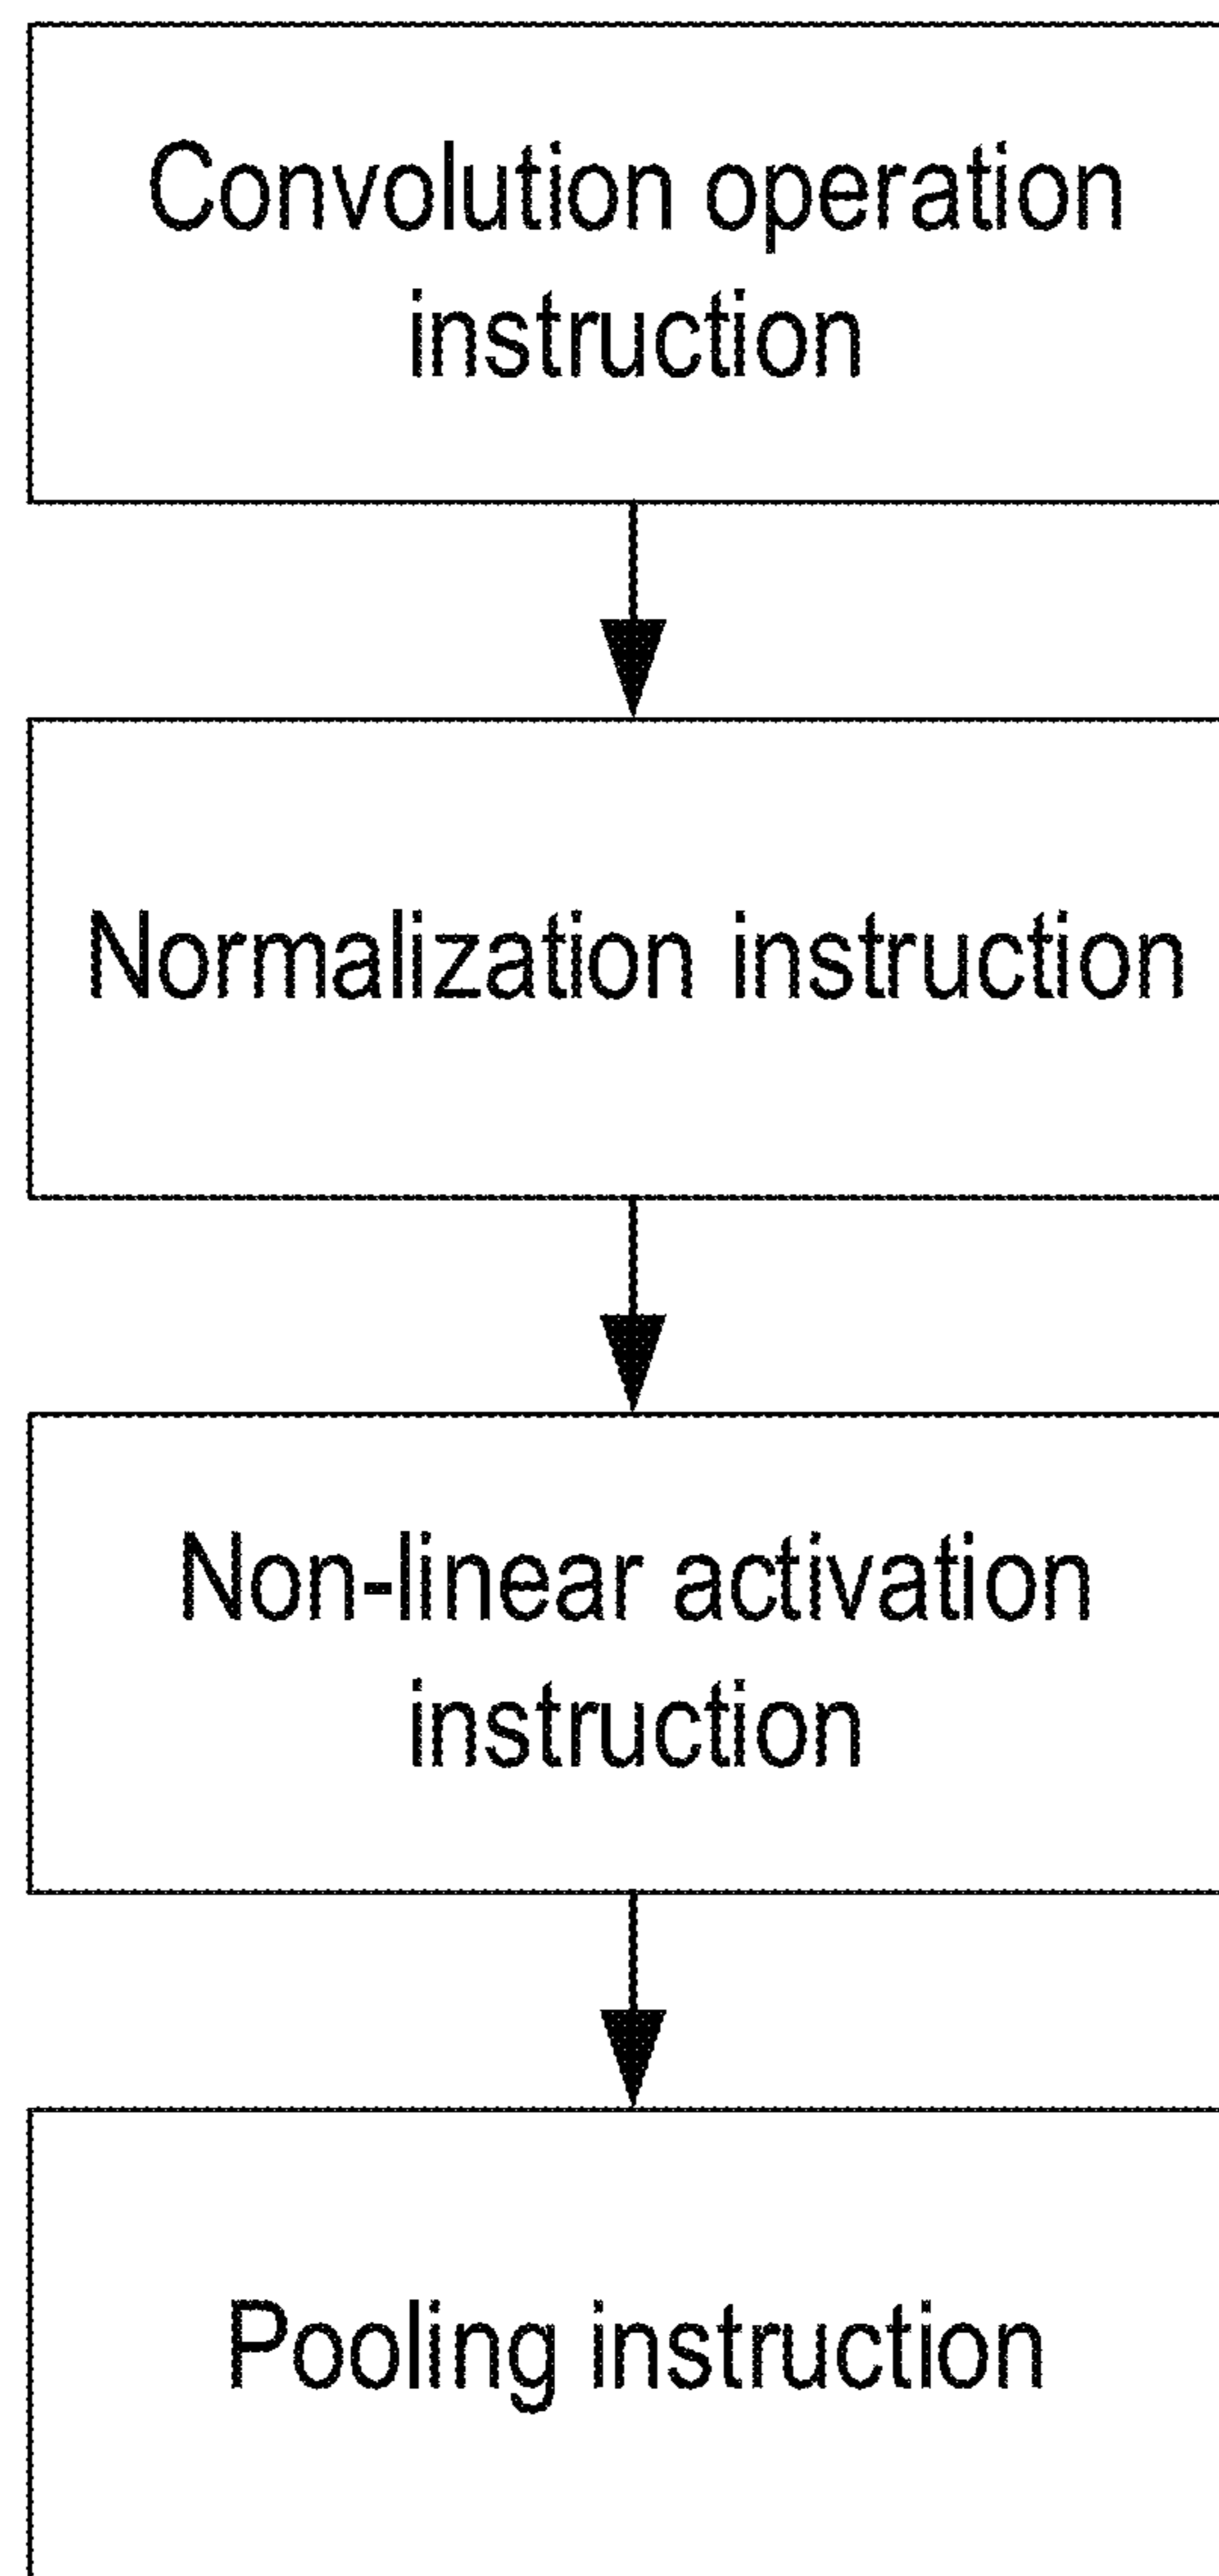 Convolution operation
instruction
Normalization instruction
Non-linear activation
instruction
Pooling instruction